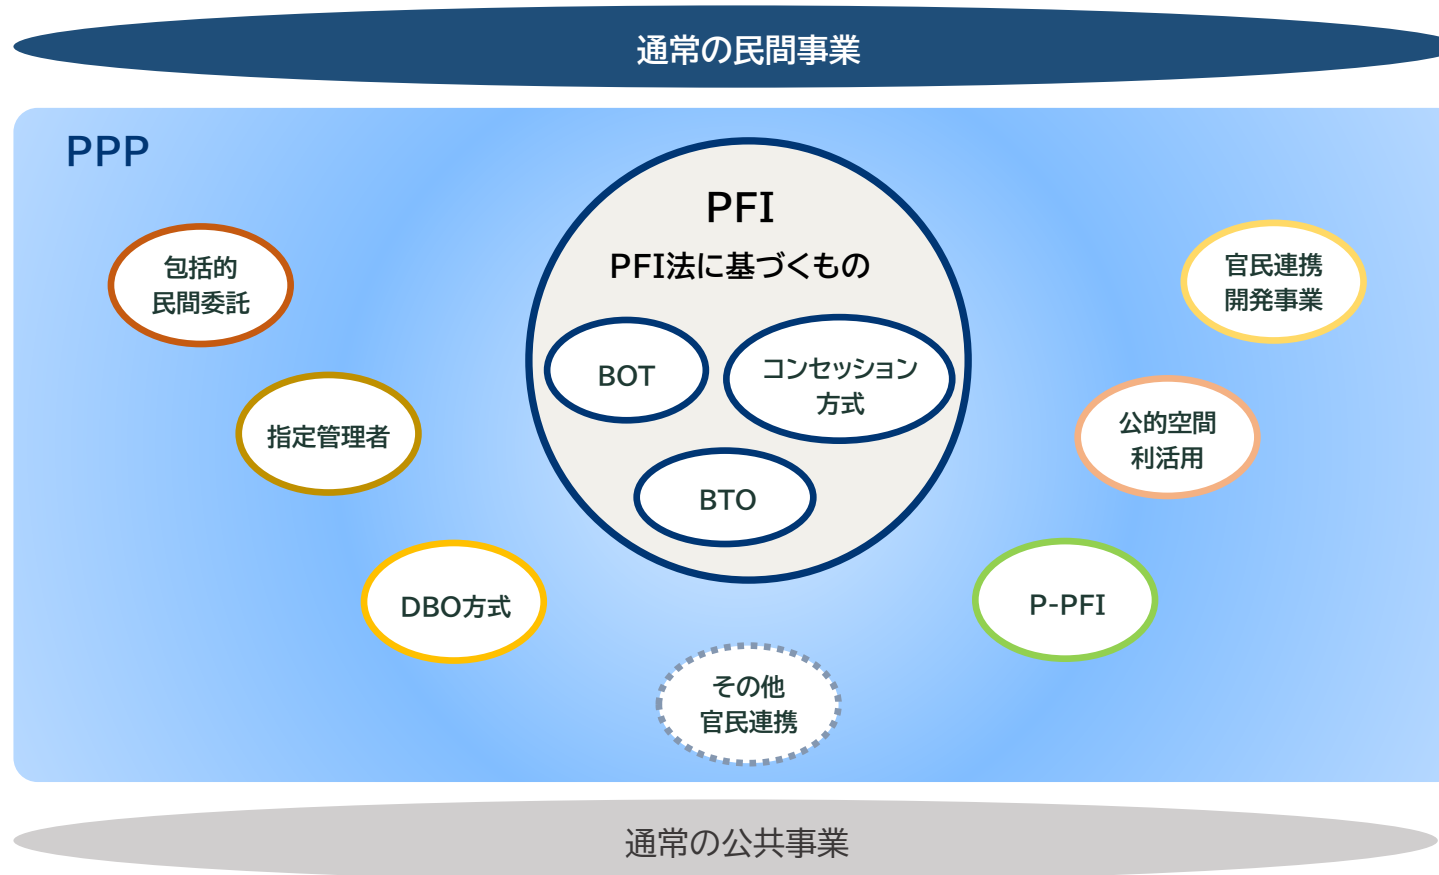 通常の民間事業
PPP
PFI
PFI法に基づくもの
包括的
民間委託
官民連携
開発事業
BOT
コンセッション
方式
指定管理者
公的空間
利活用
BTO
DBO方式
P-PFI
その他
官民連携
通常の公共事業